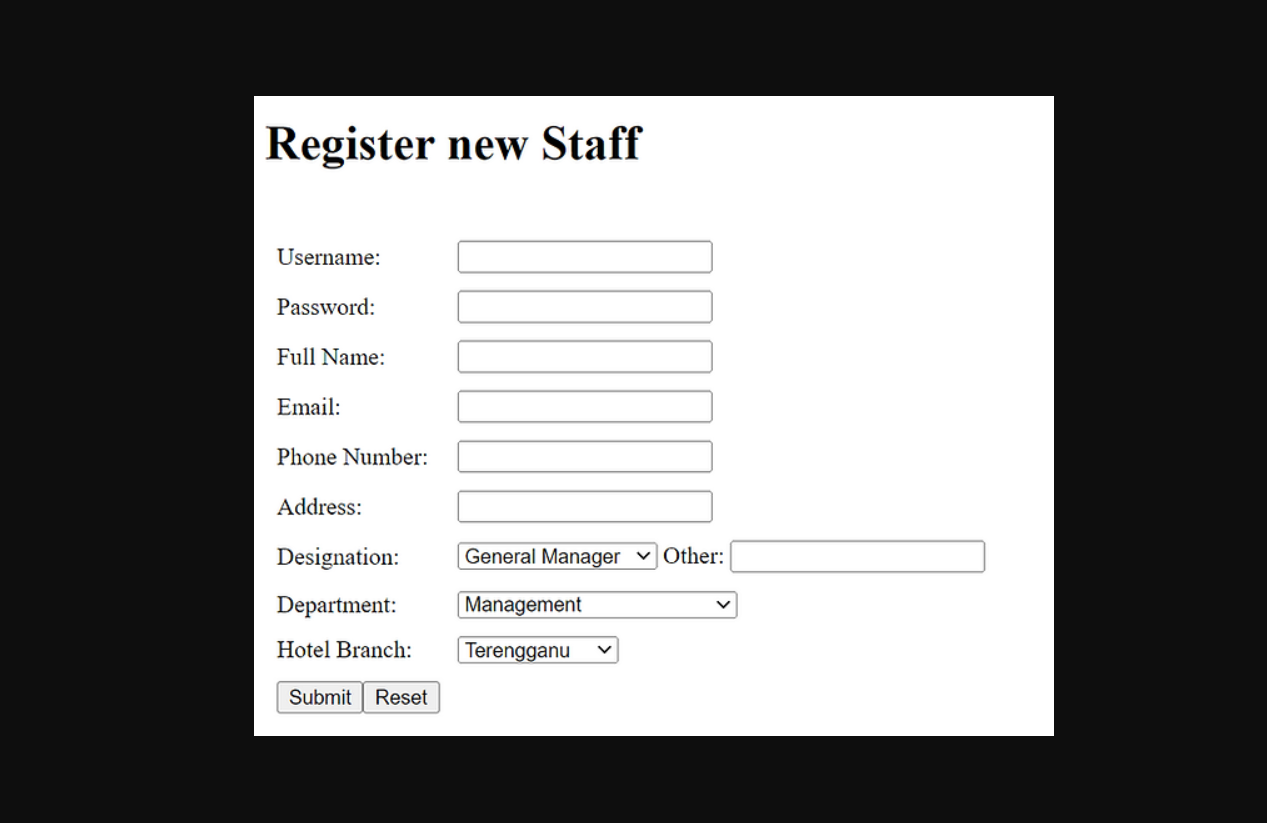 Register new Staff
Username:
Password:
Full Name:
Email:
Phone Number:
Address:
Designation: General Manager Other:
Department: Management
Hotel Branch: Terengganu
Submit Reset